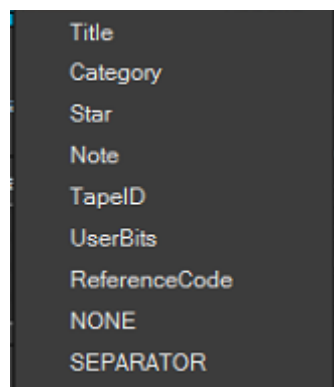 Title
Category
Star
Note
TapeID
UserBits
ReferenceCode
NONE
SEPARATOR